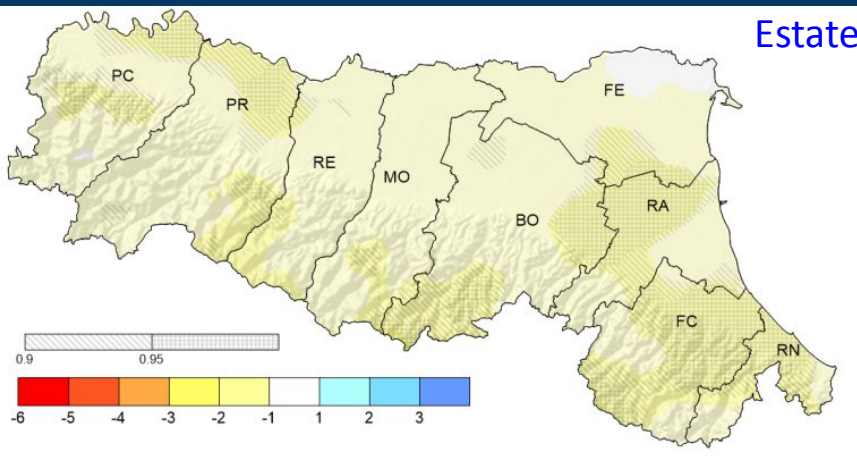 Estate
PC
PR
RE
MO
BO
FE
RA
FC
RN
0.9 0.95
-6 -5 -4 -3 -2 -1 1 2 3